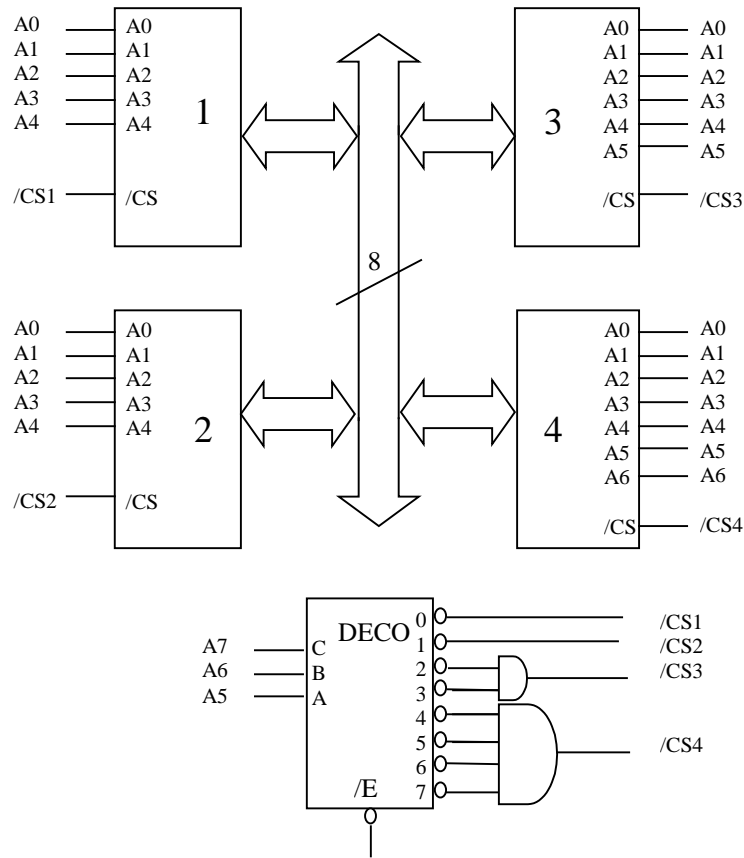 A0 A0
A1 A1
A2 A2
A3 A3
A4 A4
1
/CS1 /CS
3
A0 A0
A1 A1
A2 A2
A3 A3
A4 A4
A5 A5
/CS /CS3
8
A0 A0
A1 A1
A2 A2
A3 A3
A4 A4
2
/CS2 /CS
4
A0 A0
A1 A1
A2 A2
A3 A3
A4 A4
A5 A5
A6 A6
/CS /CS4
DECO
A7 C
A6 B
A5 A
/E
0 /CS1
1 /CS2
2 /CS3
3
4
5 /CS4
6
7